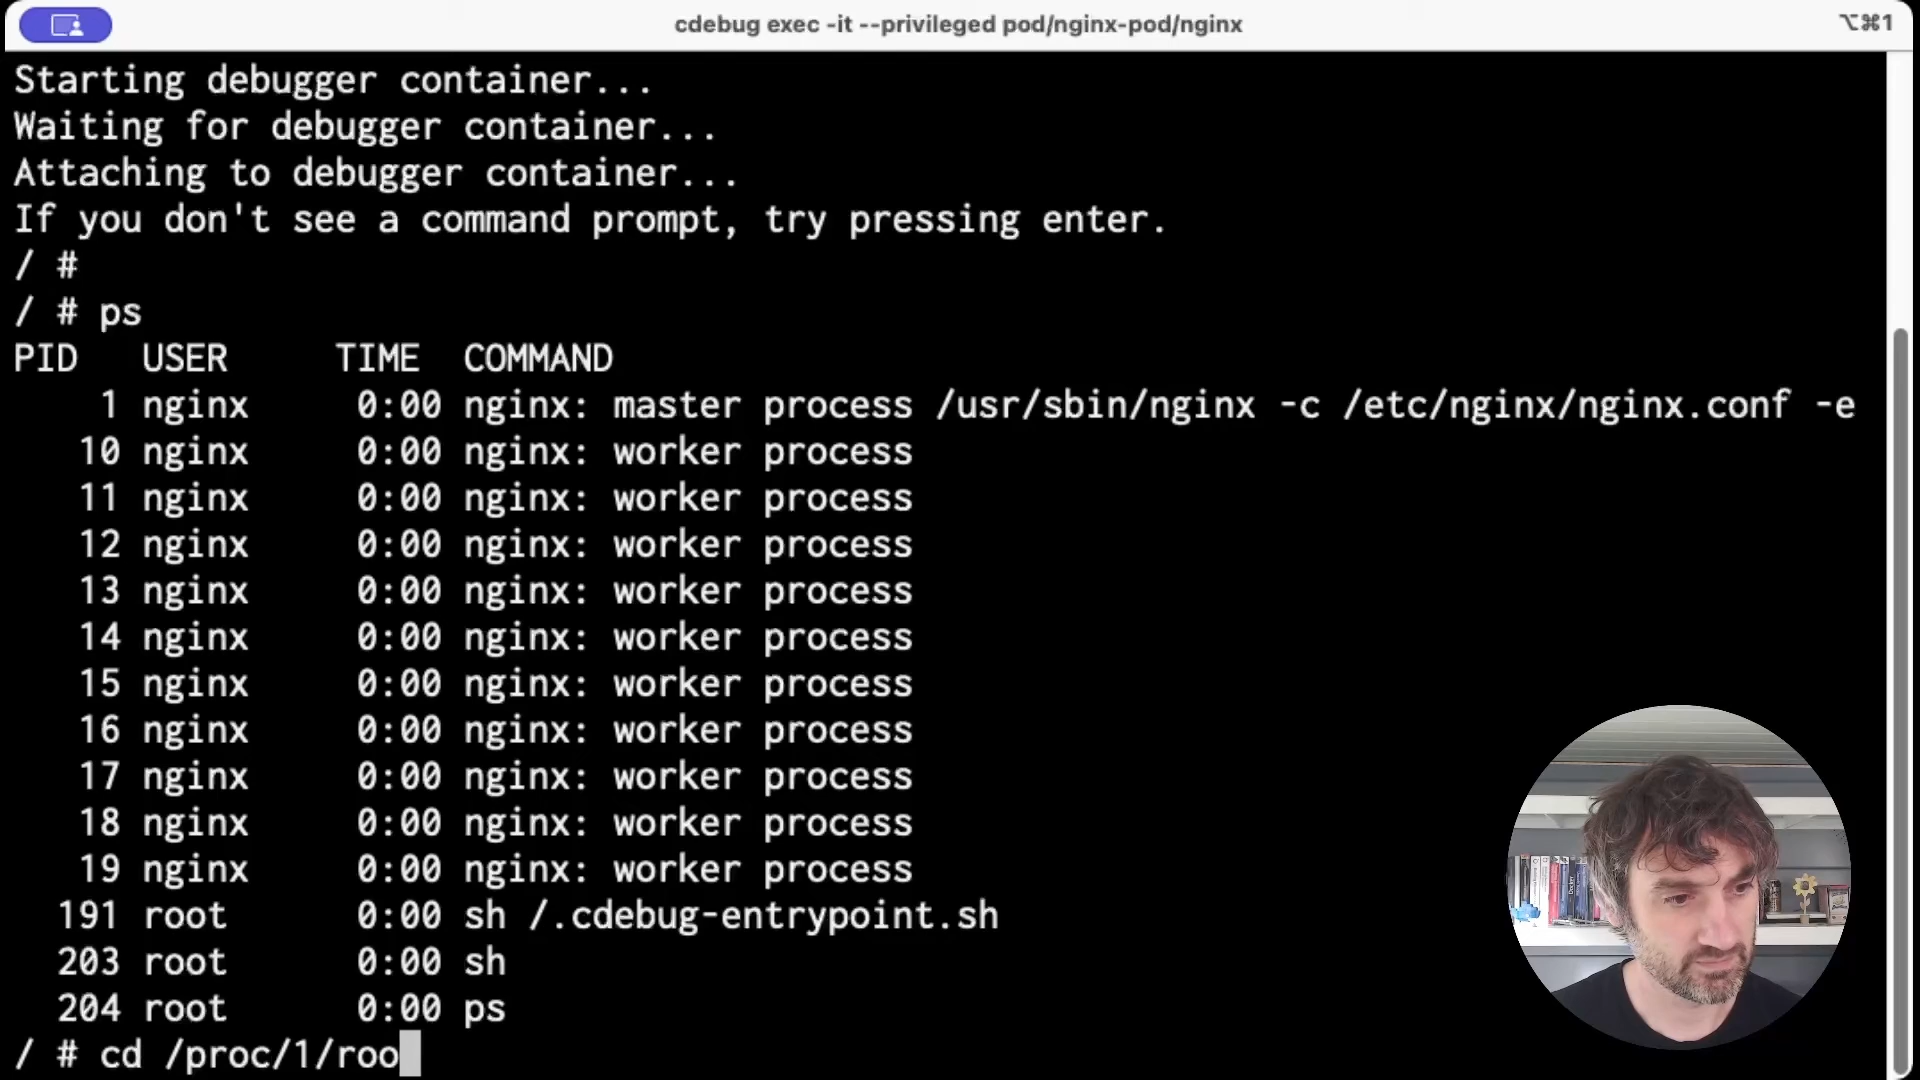 cdebug exec -it --privileged pod/nginx-pod/nginx
⌥⌘1
Starting debugger container...
Waiting for debugger container...
Attaching to debugger container...
If you don't see a command prompt, try pressing enter.
/ #
/ # ps
PID   USER     TIME  COMMAND
    1 nginx     0:00 nginx: master process /usr/sbin/nginx -c /etc/nginx/nginx.conf -e
   10 nginx     0:00 nginx: worker process
   11 nginx     0:00 nginx: worker process
   12 nginx     0:00 nginx: worker process
   13 nginx     0:00 nginx: worker process
   14 nginx     0:00 nginx: worker process
   15 nginx     0:00 nginx: worker process
   16 nginx     0:00 nginx: worker process
   17 nginx     0:00 nginx: worker process
   18 nginx     0:00 nginx: worker process
   19 nginx     0:00 nginx: worker process
  191 root      0:00 sh /.cdebug-entrypoint.sh
  203 root      0:00 sh
  204 root      0:00 ps
/ # cd /proc/1/roo